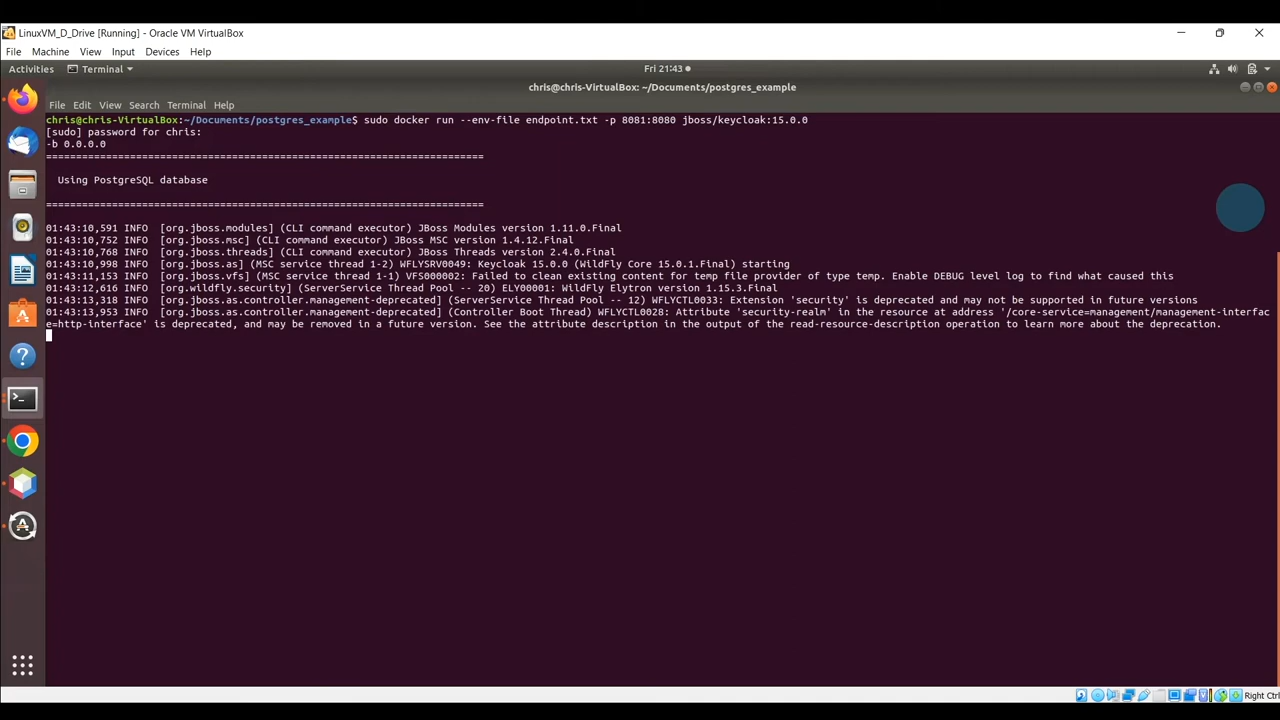 LinuxVM_D_Drive [Running] - Oracle VM VirtualBox
File Machine View Input Devices Help
Activities Terminal Fri 21:43
chris@chris-VirtualBox: ~/Documents/postgres_example
File Edit View Search Terminal Help
chris@chris-VirtualBox:~/Documents/postgres_example$ sudo docker run --env-file endpoint.txt -p 8081:8080 jboss/keycloak:15.0.0
[sudo] password for chris:
-b 0.0.0.0
=========================================================================
Using PostgreSQL database
=========================================================================
01:43:10,591 INFO  [org.jboss.modules] (CLI command executor) JBoss Modules version 1.11.0.Final
01:43:10,752 INFO  [org.jboss.msc] (CLI command executor) JBoss MSC version 1.4.12.Final
01:43:10,768 INFO  [org.jboss.threads] (CLI command executor) JBoss Threads version 2.4.0.Final
01:43:10,998 INFO  [org.jboss.as] (MSC service thread 1-2) WFLYSRV0049: Keycloak 15.0.0 (WildFly Core 15.0.1.Final) starting
01:43:11,153 INFO  [org.jboss.vfs] (MSC service thread 1-1) VFS000002: Failed to clean existing content for temp file provider of type temp. Enable DEBUG level log to find what caused this
01:43:12,616 INFO  [org.wildfly.security] (ServerService Thread Pool -- 20) ELY00001: WildFly Elytron version 1.15.3.Final
01:43:13,318 INFO  [org.jboss.as.controller.management-deprecated] (ServerService Thread Pool -- 12) WFLYCTL0033: Extension 'security' is deprecated and may not be supported in future versions
01:43:13,953 INFO  [org.jboss.as.controller.management-deprecated] (Controller Boot Thread) WFLYCTL0028: Attribute 'security-realm' in the resource at address '/core-service=management/management-interfac
e=http-interface' is deprecated, and may be removed in a future version. See the attribute description in the output of the read-resource-description operation to learn more about the deprecation.
Right Ctrl